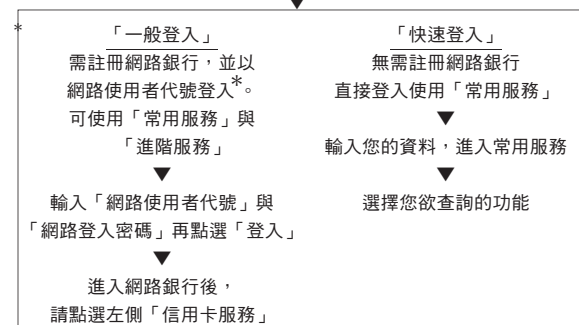 *
「一般登入」
需註冊網路銀行，並以
網路使用者代號登入*。
可使用「常用服務」與
「進階服務」
▼
輸入「網路使用者代號」與
「網路登入密碼」再點選「登入」
▼
進入網路銀行後，
請點選左側「信用卡服務」
「快速登入」
無需註冊網路銀行
直接登入使用「常用服務」
▼
輸入您的資料，進入常用服務
▼
選擇您欲查詢的功能